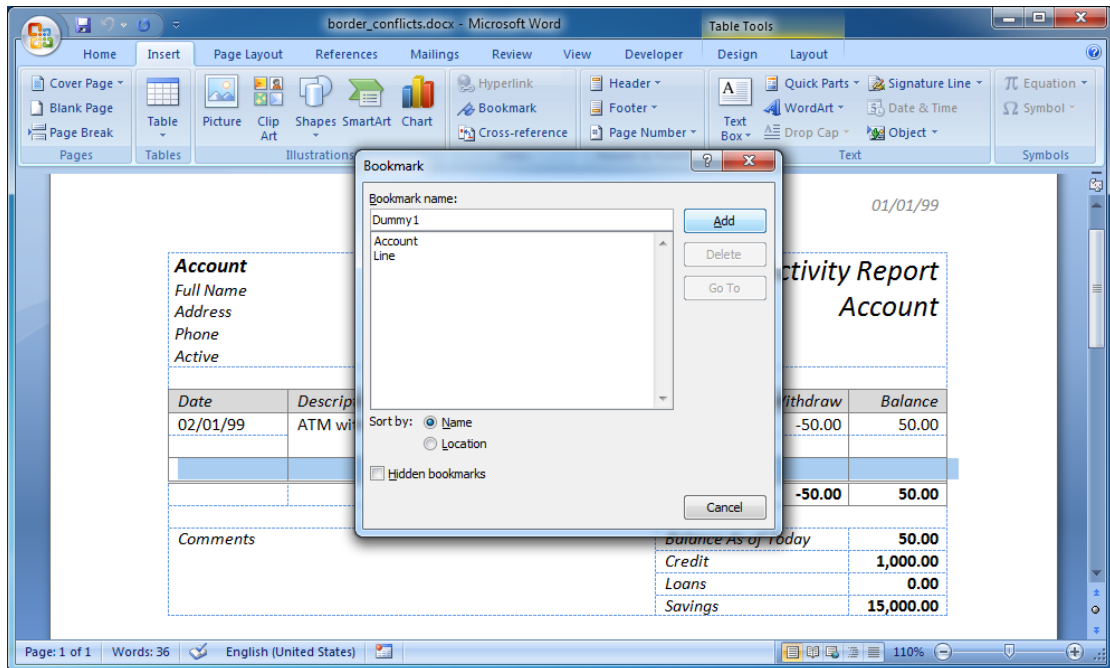 border_conflicts.docx - Microsoft Word Table Tools
Home Insert Page Layout References Mailings Review View Developer Design Layout
Cover Page Hyperlink Header Quick Parts Signature Line π Equation
Blank Page Bookmark Footer WordArt Date & Time Ω Symbol
Page Break Table Picture Clip Art Shapes SmartArt Chart Cross-reference Page Number Text Box Drop Cap Object
Pages Tables Illustrations Text Symbols
Bookmark
01/01/99
Bookmark name:
Dummy1 Add
Account
Line
Delete
Go To
Account
Full Name
Address
Phone
Active
ctivity Report
Account
Date Descript ithdraw Balance
02/01/99 ATM wi -50.00 50.00
Sort by: Name
Location
Hidden bookmarks
-50.00 50.00
Cancel
Comments Balance As of Today 50.00
Credit 1,000.00
Loans 0.00
Savings 15,000.00
Page: 1 of 1 Words: 36 English (United States) 110%